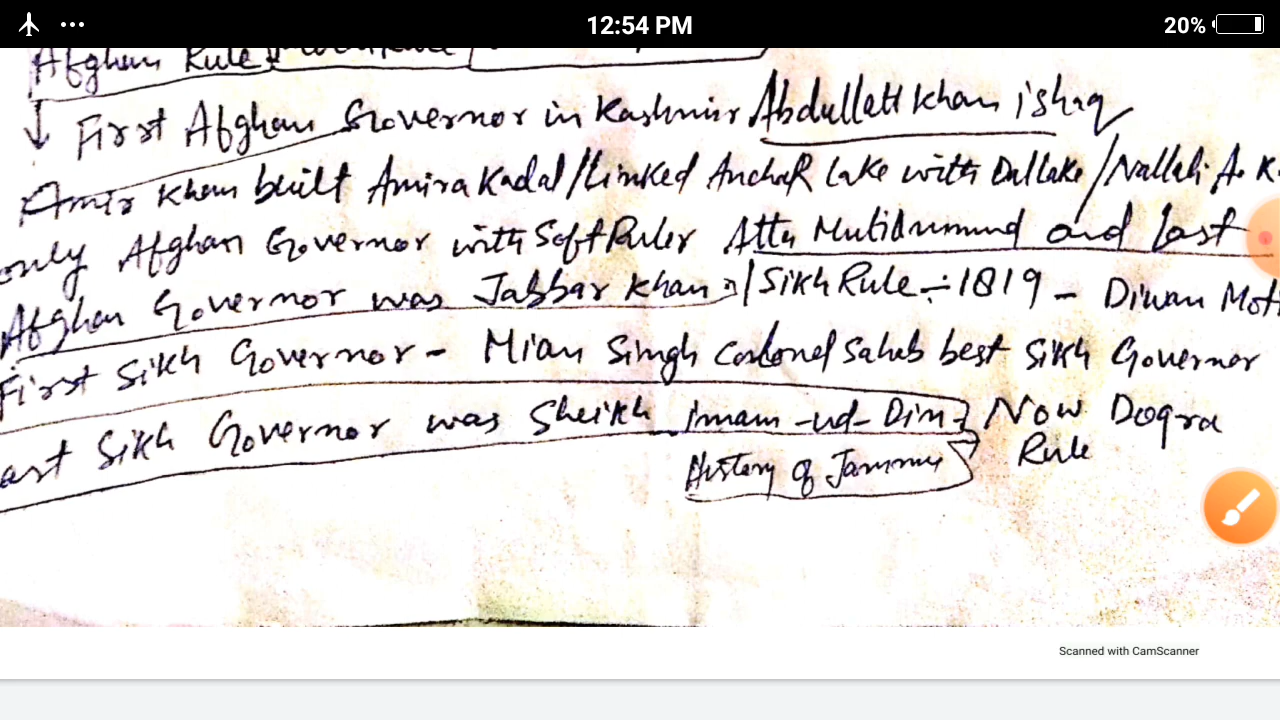 12:54 PM
20%
Afghan Rule
First Afghan Governor in Kashmir Abdullah khan ishaq
Amir khan built Amira Kadal/Linked Anchar Lake with Dal Lake/Nallah A. K.
only Afghan Governor with Soft Ruler Atta
and last
Afghan Governor was Jabbar khan /Sikh Rule ÷ 1819 - Diwan Moti
First Sikh Governor - Mian Singh Colonel Saheb best Sikh Governor
ast Sikh Governor was Sheikh Imam-ud-Din Now Dogra
History of Jammu Rule
Scanned with CamScanner